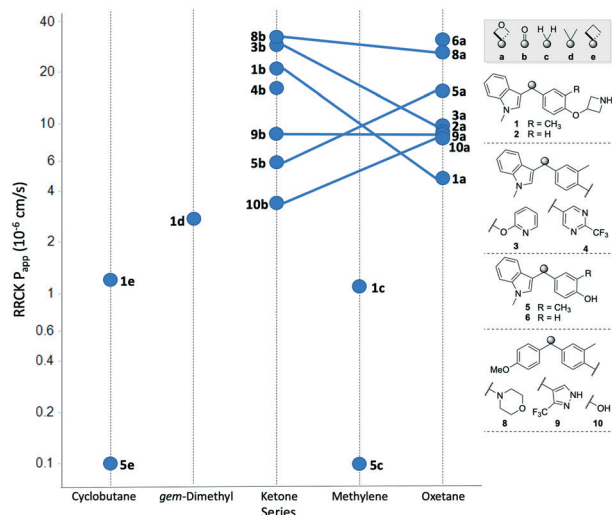 RRCK Papp (10-6 cm/s)
40
20
10
6
4
2
1
0.6
0.4
0.2
0.1
8b
3b
1b
4b
9b
5b
10b
1d
1e
5e
1c
5c
6a
8a
5a
3a
2a
9a
10a
1a
Cyclobutane
gem-Dimethyl
Ketone
Methylene
Oxetane
Series
O O H H
a b c d e
R
N
O
NH
1 R = CH3
2 R = H
N
O N
N N
CF3
3 4
R
N
OH
5 R = CH3
6 R = H
MeO
N O
F3C N NH
OH
8 9 10